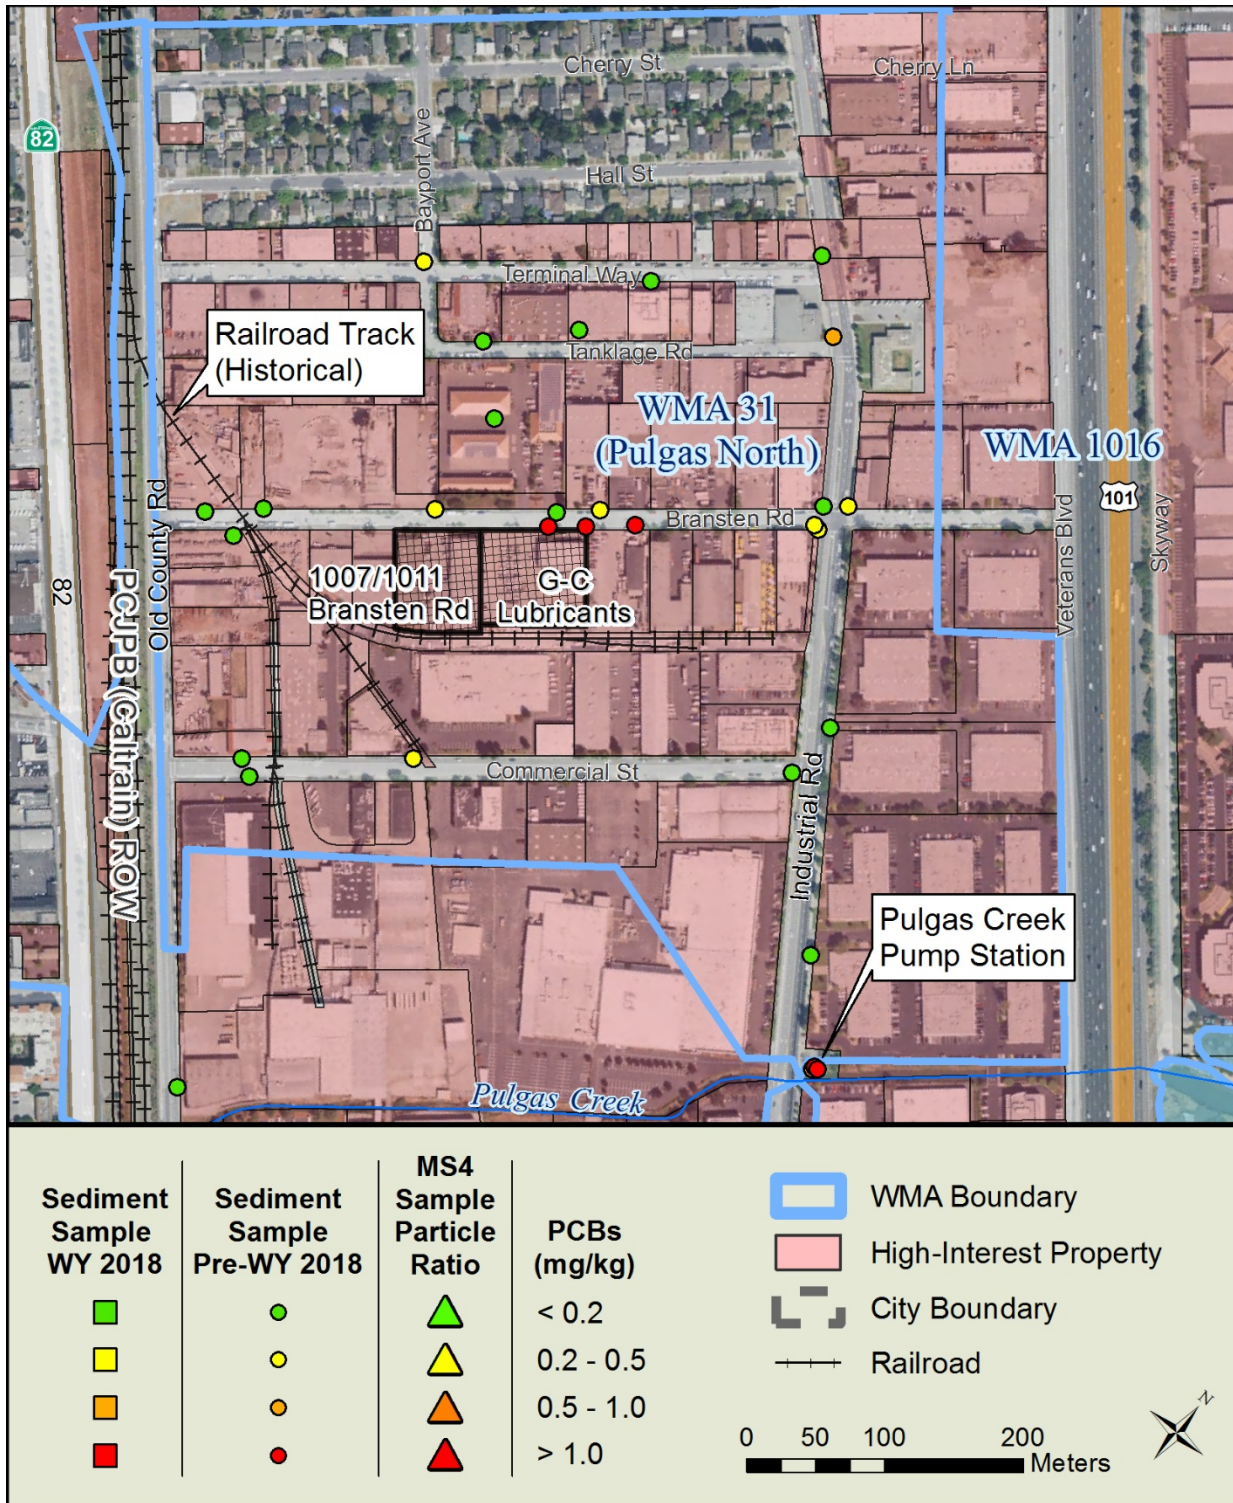 Cherry St
Cherry Ln
CALIFORNIA
82
Bayport Ave
Hall St
Terminal Way
Railroad Track
(Historical)
Tanklage Rd
WMA 31
(Pulgas North)
WMA 1016
101
Old County Rd
Bransten Rd
Veterans Blvd
Skyway
1007/1011
Bransten Rd
G-C
Lubricants
82
PCJPB (Caltrain) ROW
Commercial St
Industrial Rd
Pulgas Creek
Pump Station
Pulgas Creek
Sediment
Sample
WY 2018
Sediment
Sample
Pre-WY 2018
MS4
Sample
Particle
Ratio
PCBs
(mg/kg)
< 0.2
0.2 - 0.5
0.5 - 1.0
> 1.0
WMA Boundary
High-Interest Property
City Boundary
Railroad
N
0 50 100 200
Meters